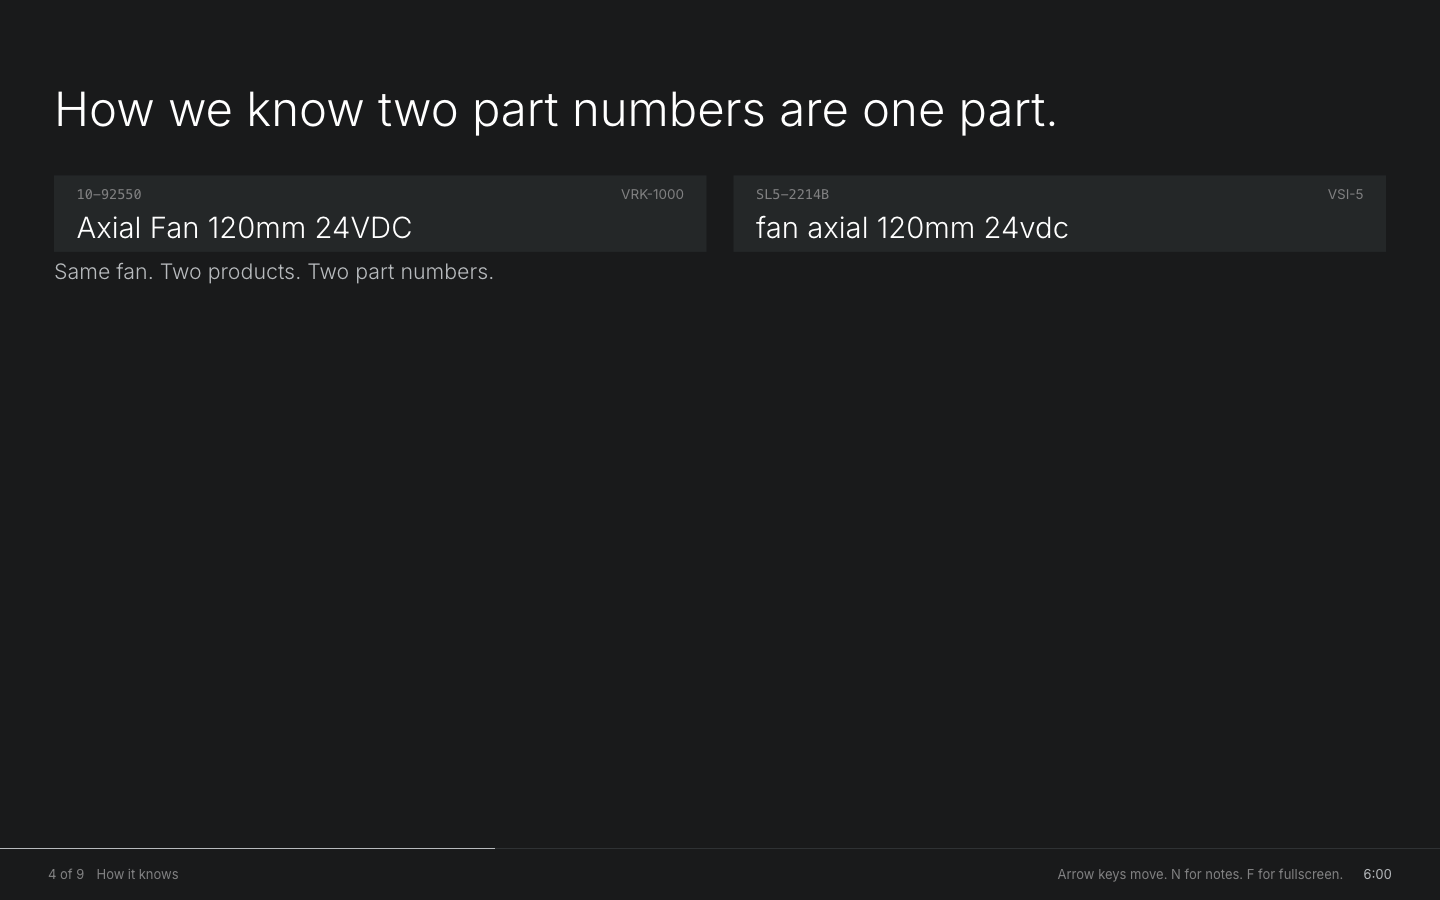 How we know two part numbers are one part.
10–92550 VRK-1000
Axial Fan 120mm 24VDC
SL5–2214B VSI-5
fan axial 120mm 24vdc
Same fan. Two products. Two part numbers.
4 of 9 How it knows
Arrow keys move. N for notes. F for fullscreen. 6:00